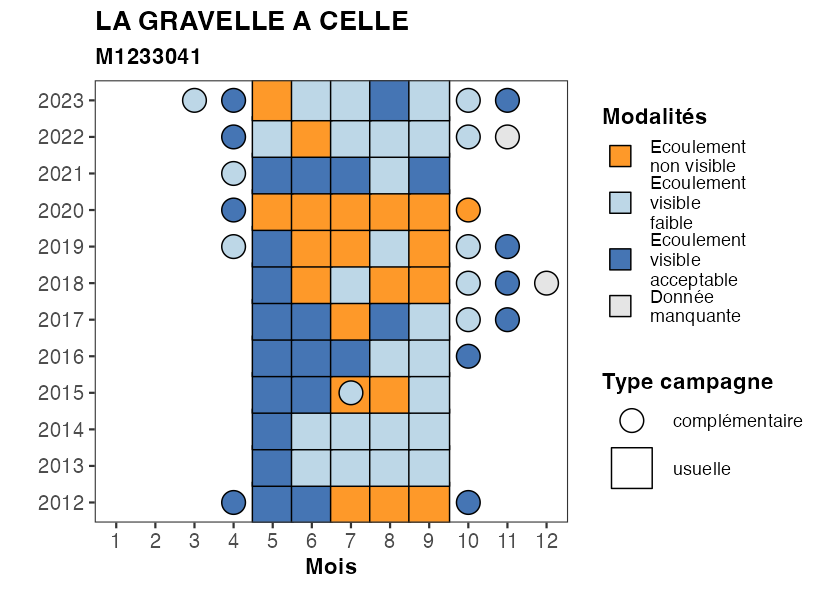 LA GRAVELLE A CELLE
M1233041
2023
2022
2021
2020
2019
2018
2017
2016
2015
2014
2013
2012
1 2 3 4 5 6 7 8 9 10 11 12
Mois
Modalités
Ecoulement
non visible
Ecoulement
visible
faible
Ecoulement
visible
acceptable
Donnée
manquante
Type campagne
complémentaire
usuelle